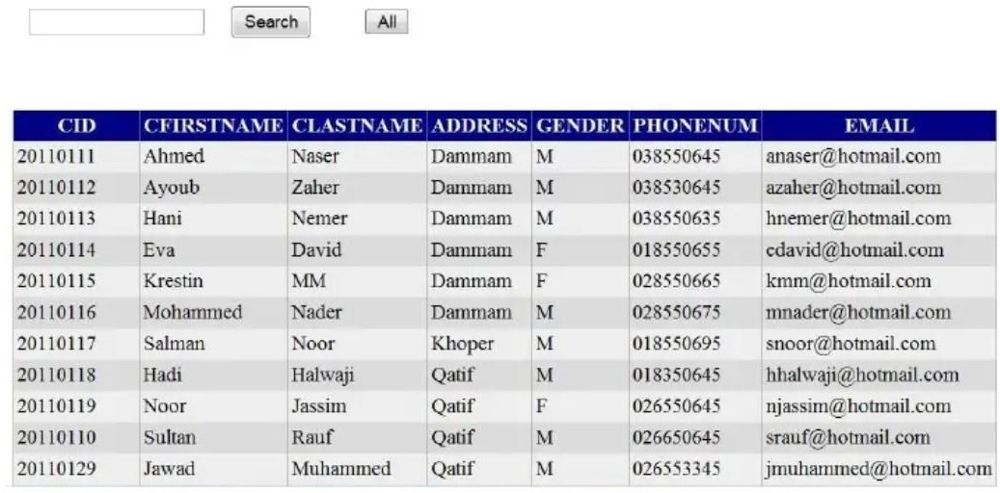 Search All
CID CFIRSTNAME CLASTNAME ADDRESS GENDER PHONENUM EMAIL
20110111 Ahmed Naser Dammam M 038550645 anaser@hotmail.com
20110112 Ayoub Zaher Dammam M 038530645 azaher@hotmail.com
20110113 Hani Nemer Dammam M 038550635 hnemer@hotmail.com
20110114 Eva David Dammam F 018550655 edavid@hotmail.com
20110115 Krestin MM Dammam F 028550665 kmm@hotmail.com
20110116 Mohammed Nader Dammam M 028550675 mnader@hotmail.com
20110117 Salman Noor Khoper M 018550695 snoor@hotmail.com
20110118 Hadi Halwaji Qatif M 018350645 hhalwaji@hotmail.com
20110119 Noor Jassim Qatif F 026550645 njassim@hotmail.com
20110110 Sultan Rauf Qatif M 026650645 srauf@hotmail.com
20110129 Jawad Muhammed Qatif M 026553345 jmuhammed@hotmail.com